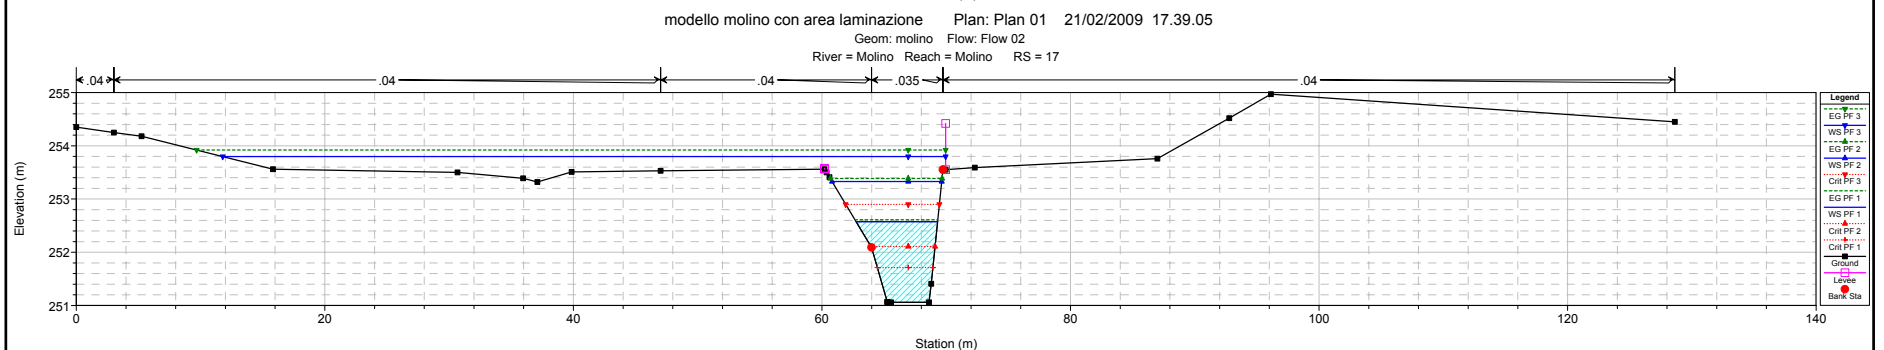 modello molino con area laminazione Plan: Plan 01 21/02/2009 17.39.05
Geom: molino Flow: Flow 02
River = Molino Reach = Molino RS = 17
.04 .04 .04 .035 .04
255
254
253
252
251
Elevation (m)
0 20 40 60 80 100 120 140
Station (m)
Legend
EG PF 3
WS PF 3
EG PF 2
WS PF 2
Crit PF 3
EG PF 1
WS PF 1
Crit PF 2
Crit PF 1
Ground
Levee
Bank Sta